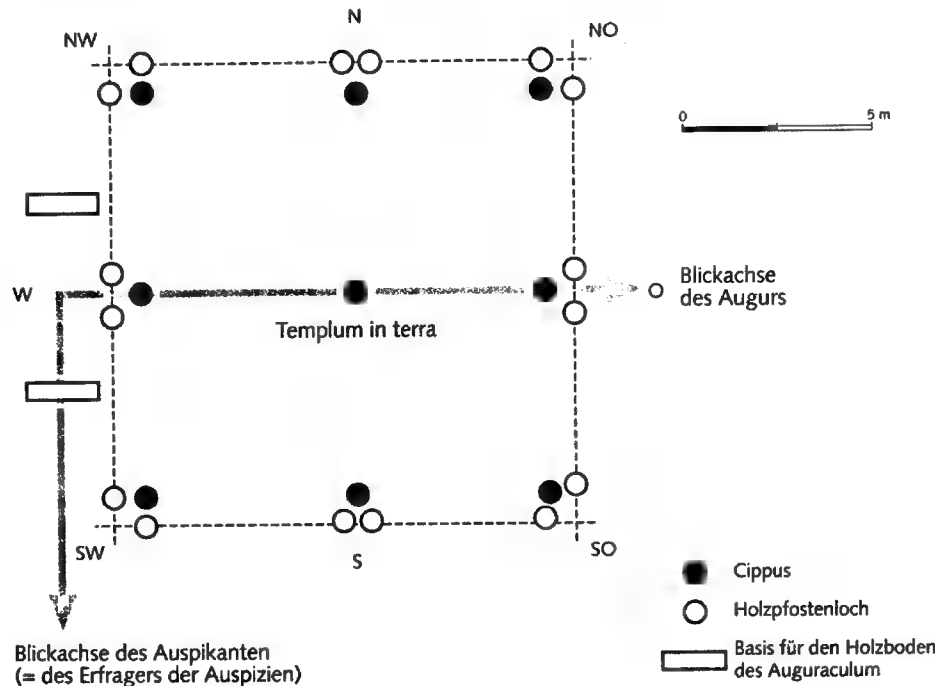 N
NW
NO
0
5 m
W
Blickachse
des Augurs
Templum in terra
SW
S
SO
Cippus
Holzpfostenloch
Blickachse des Auspikanten
(= des Erfragers der Auspizien)
Basis für den Holzboden
des Auguraculum